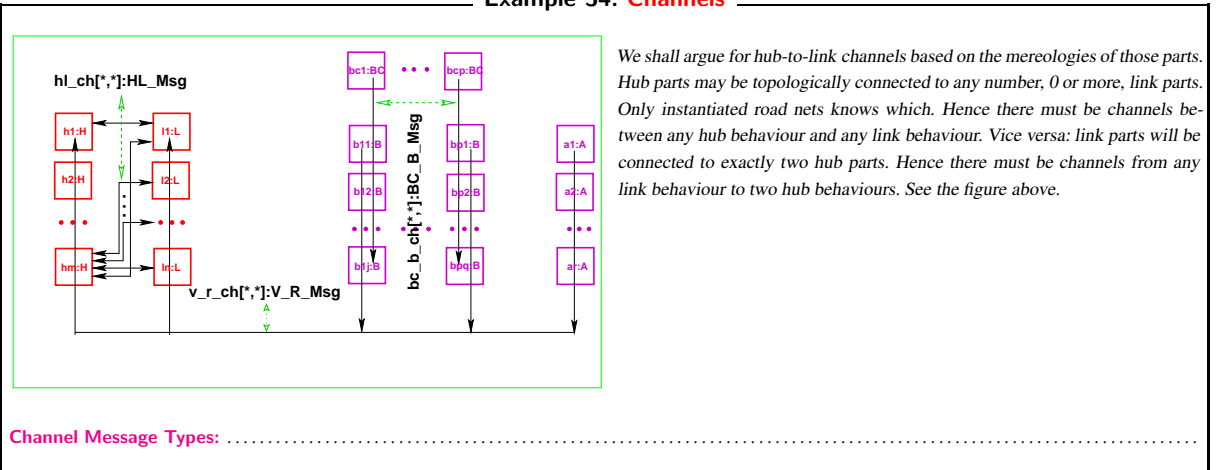 Example 34: Channels
hl_ch[*,*]:HL_Msg
bc1:BC • • • bcp:BC
h1:H l1:L
b11:B bp1:B a1:A
h2:H l2:L
b12:B bp2:B a2:A
• • • • • •
• • • • • • • • •
hm:H ln:L
b1j:B bpq:B ar:A
bc_b_ch[*,*]:BC_B_Msg
v_r_ch[*,*]:V_R_Msg
We shall argue for hub-to-link channels based on the mereologies of those parts.
Hub parts may be topologically connected to any number, 0 or more, link parts.
Only instantiated road nets knows which. Hence there must be channels be-
tween any hub behaviour and any link behaviour. Vice versa: link parts will be
connected to exactly two hub parts. Hence there must be channels from any
link behaviour to two hub behaviours. See the figure above.
Channel Message Types: ........................................................................................................................